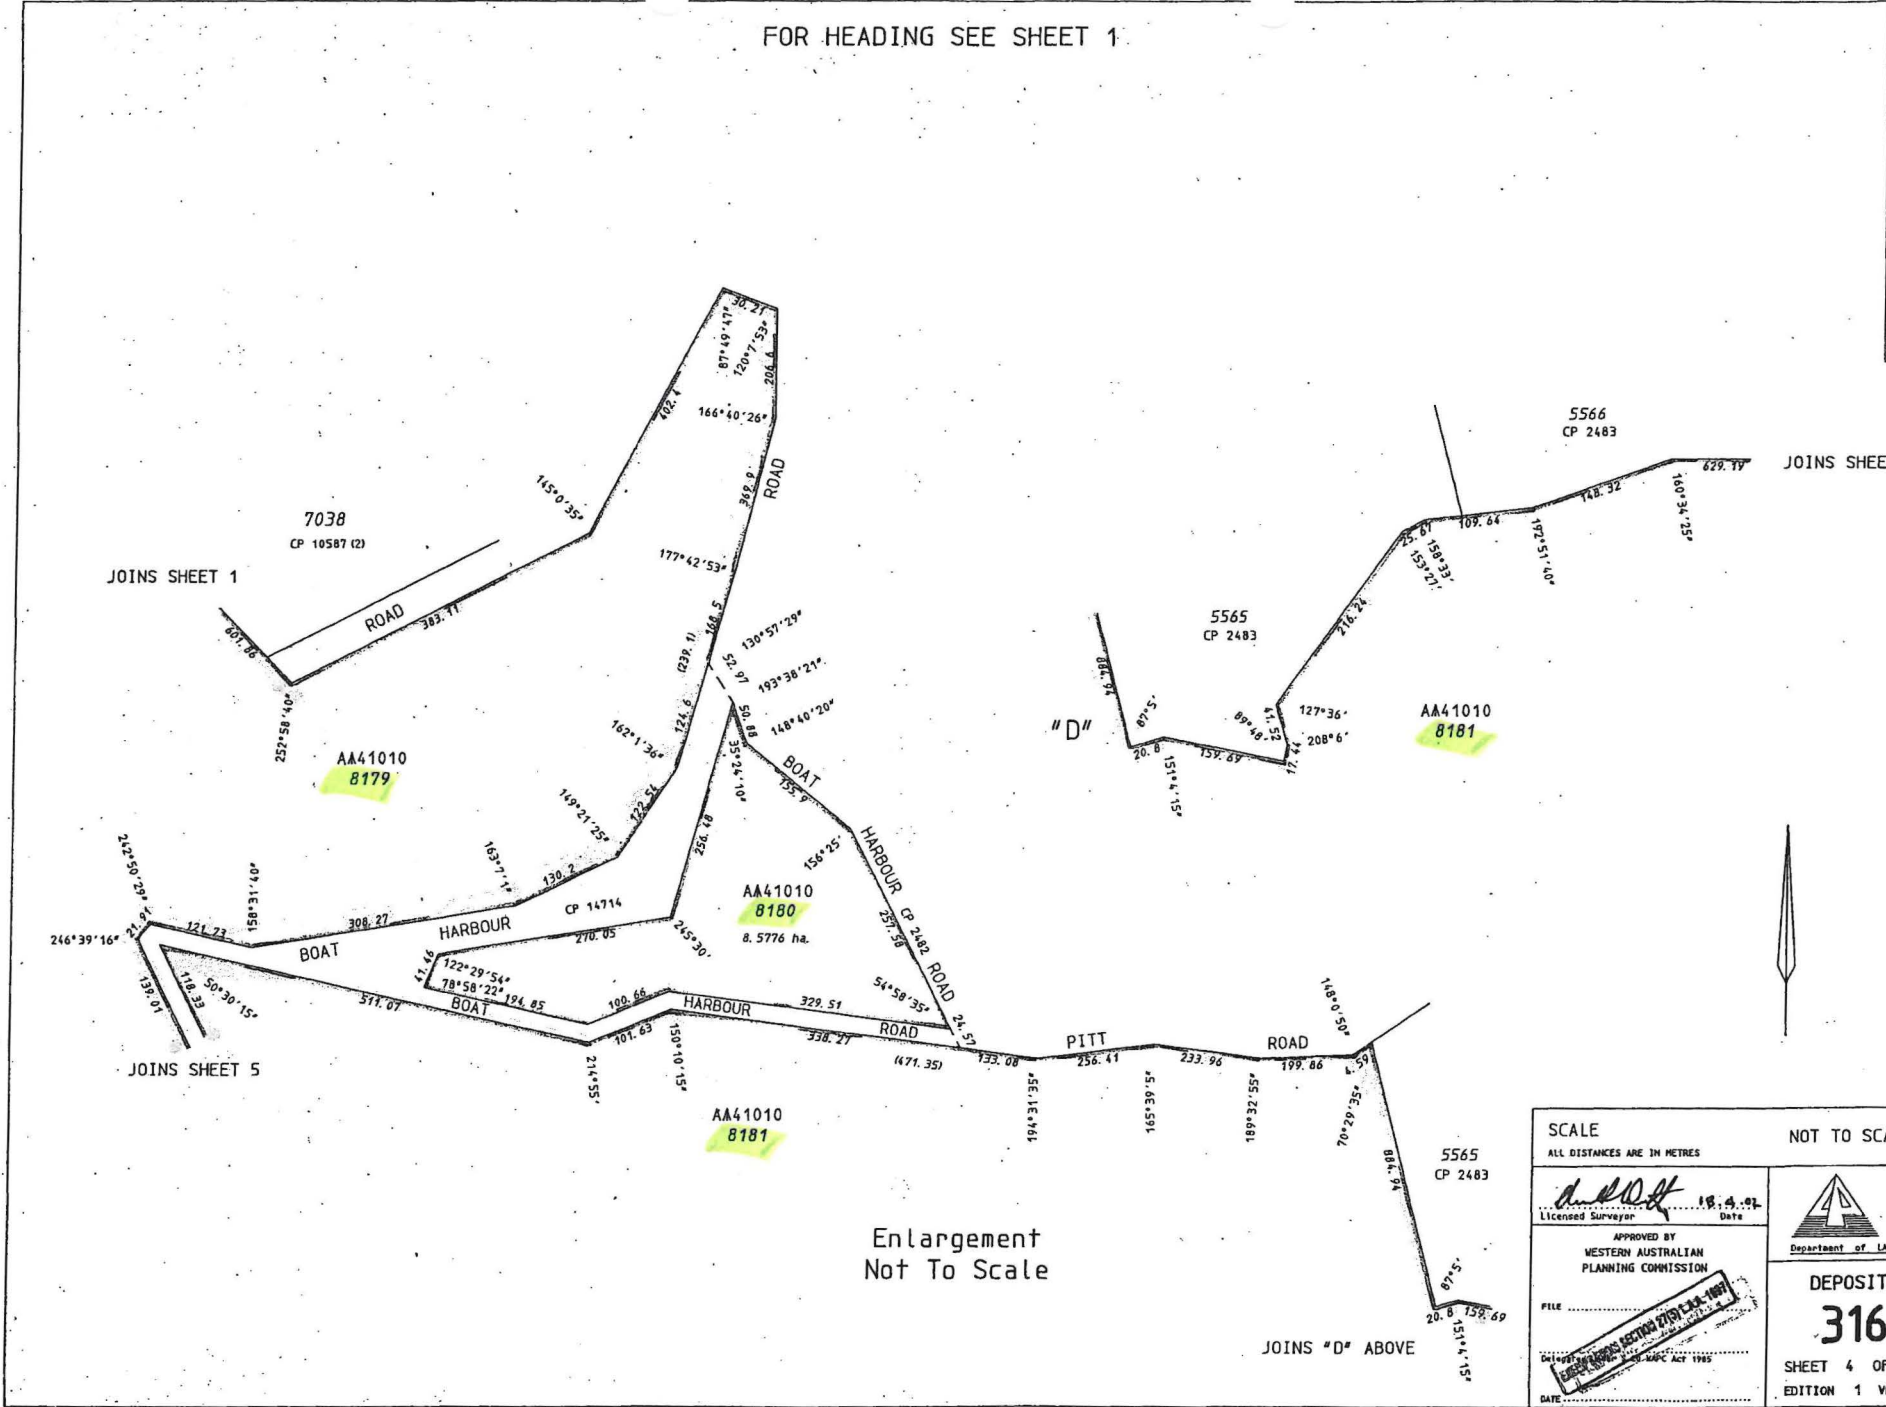 FOR HEADING SEE SHEET 1
30.21
87°49'47"
120°7'53"
206.6
402.4
166°40'26"
ROAD
369.9
145°0'35"
7038
CP 10587 (2)
JOINS SHEET 1
ROAD
383.11
601.86
252°58'40"
177°42'53"
168.5
(239.1)
52.97
130°57'29"
193°38'21"
50.88
148°40'20"
124.6
162°1'36"
35°24'10"
BOAT
155.9
AA41010
8179
122.54
149°21'25"
256.48
156°25'
HARBOUR
CP 2482
ROAD
257.58
242°50'29"
21.91
246°39'16"
121.73
158°31'40"
308.27
163°7'1"
130.2
CP 14714
BOAT
HARBOUR
270.05
245°30'
AA41010
8180
8.5776 ha.
41.46
122°29'54"
78°58'22"
194.85
139.01
118.33
50°30'15"
511.07
BOAT
100.66
HARBOUR
329.51
54°58'35"
ROAD
24.57
JOINS SHEET 5
101.63
214°55'
150°10'15"
338.27
(471.35)
133.08
194°31'35"
PITT
256.41
165°39'5"
233.96
189°32'55"
ROAD
199.86
148°0'50"
70°29'35"
AA41010
8181
884.94
5565
CP 2483
87°5'
20.8
159.69
151°4'15"
JOINS "D" ABOVE
Enlargement
Not To Scale
5566
CP 2483
JOINS SHEE
629.19
160°34'25"
148.32
192°51'40"
109.64
25.61
158°33'
153°27'
216.24
5565
CP 2483
884.94
"D"
87°5'
20.8
151°4'15"
159.69
41.52
89°48'
127°36'
208°6'
17.44
AA41010
8181
SCALE
NOT TO SCA
ALL DISTANCES ARE IN METRES
18.4.02
Licensed Surveyor
Date
APPROVED BY
WESTERN AUSTRALIAN
PLANNING COMMISSION
FILE
WAPC Act 1985
DATE
Department of LA
DEPOSIT
316
SHEET 4 OF
EDITION 1 V